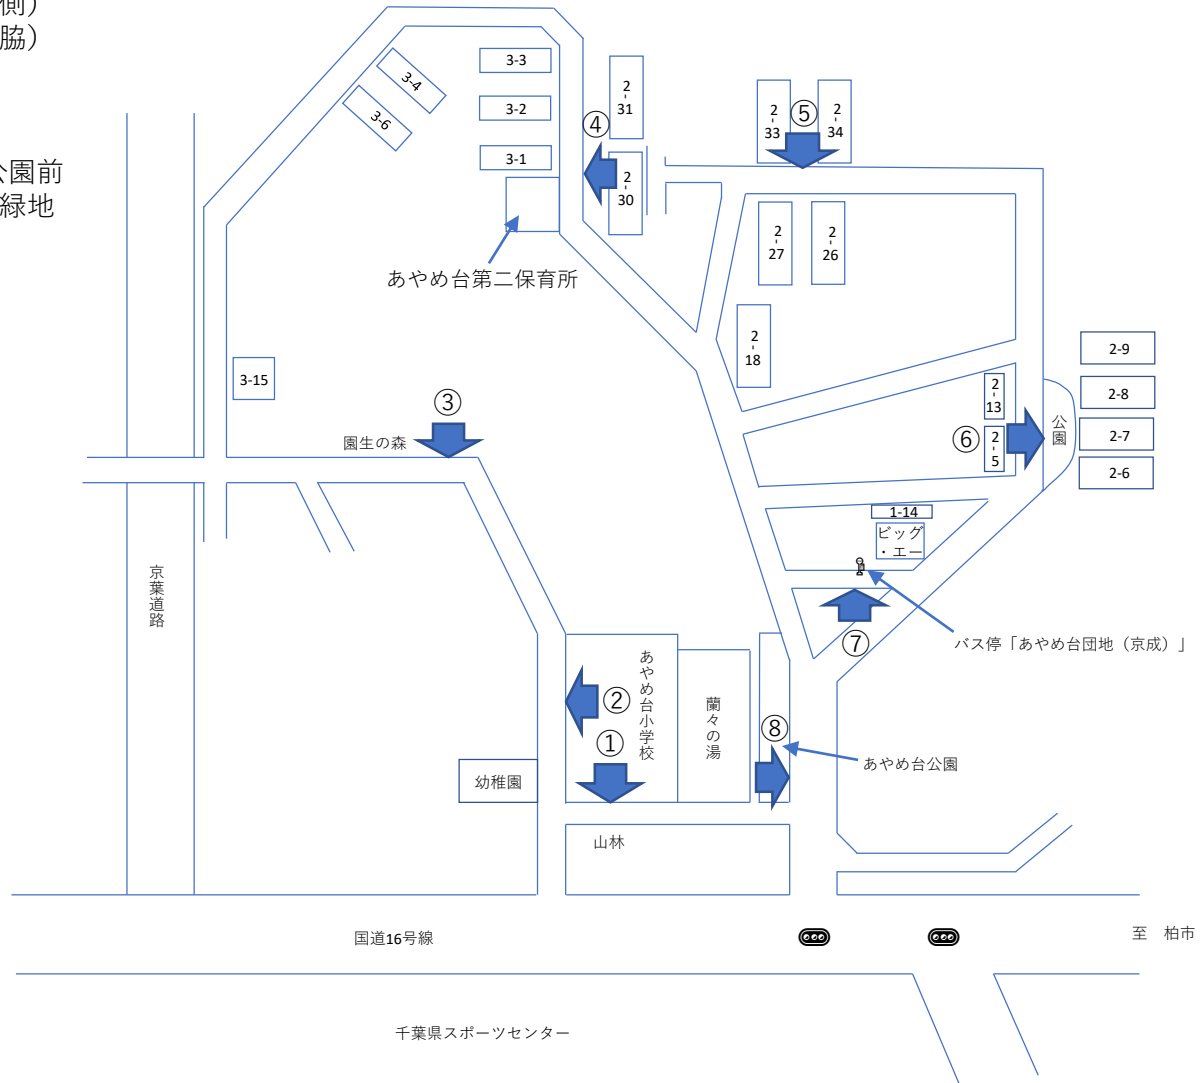 側）
脇）
公園前
緑地
3-3
3-4
3-2
3-6
3-1
2-31
④
2-30
2-33
⑤
2-34
あやめ台第二保育所
2-27
2-26
2-18
3-15
③
園生の森
2-9
2-8
2-7
2-6
2-13
⑥
2-5
公園
1-14
ビッグ
・エー
京葉道路
バス停「あやめ台団地（京成）」
⑦
②
①
あやめ台小学校
蘭々の湯
⑧
あやめ台公園
幼稚園
山林
国道16号線
至　柏市
千葉県スポーツセンター